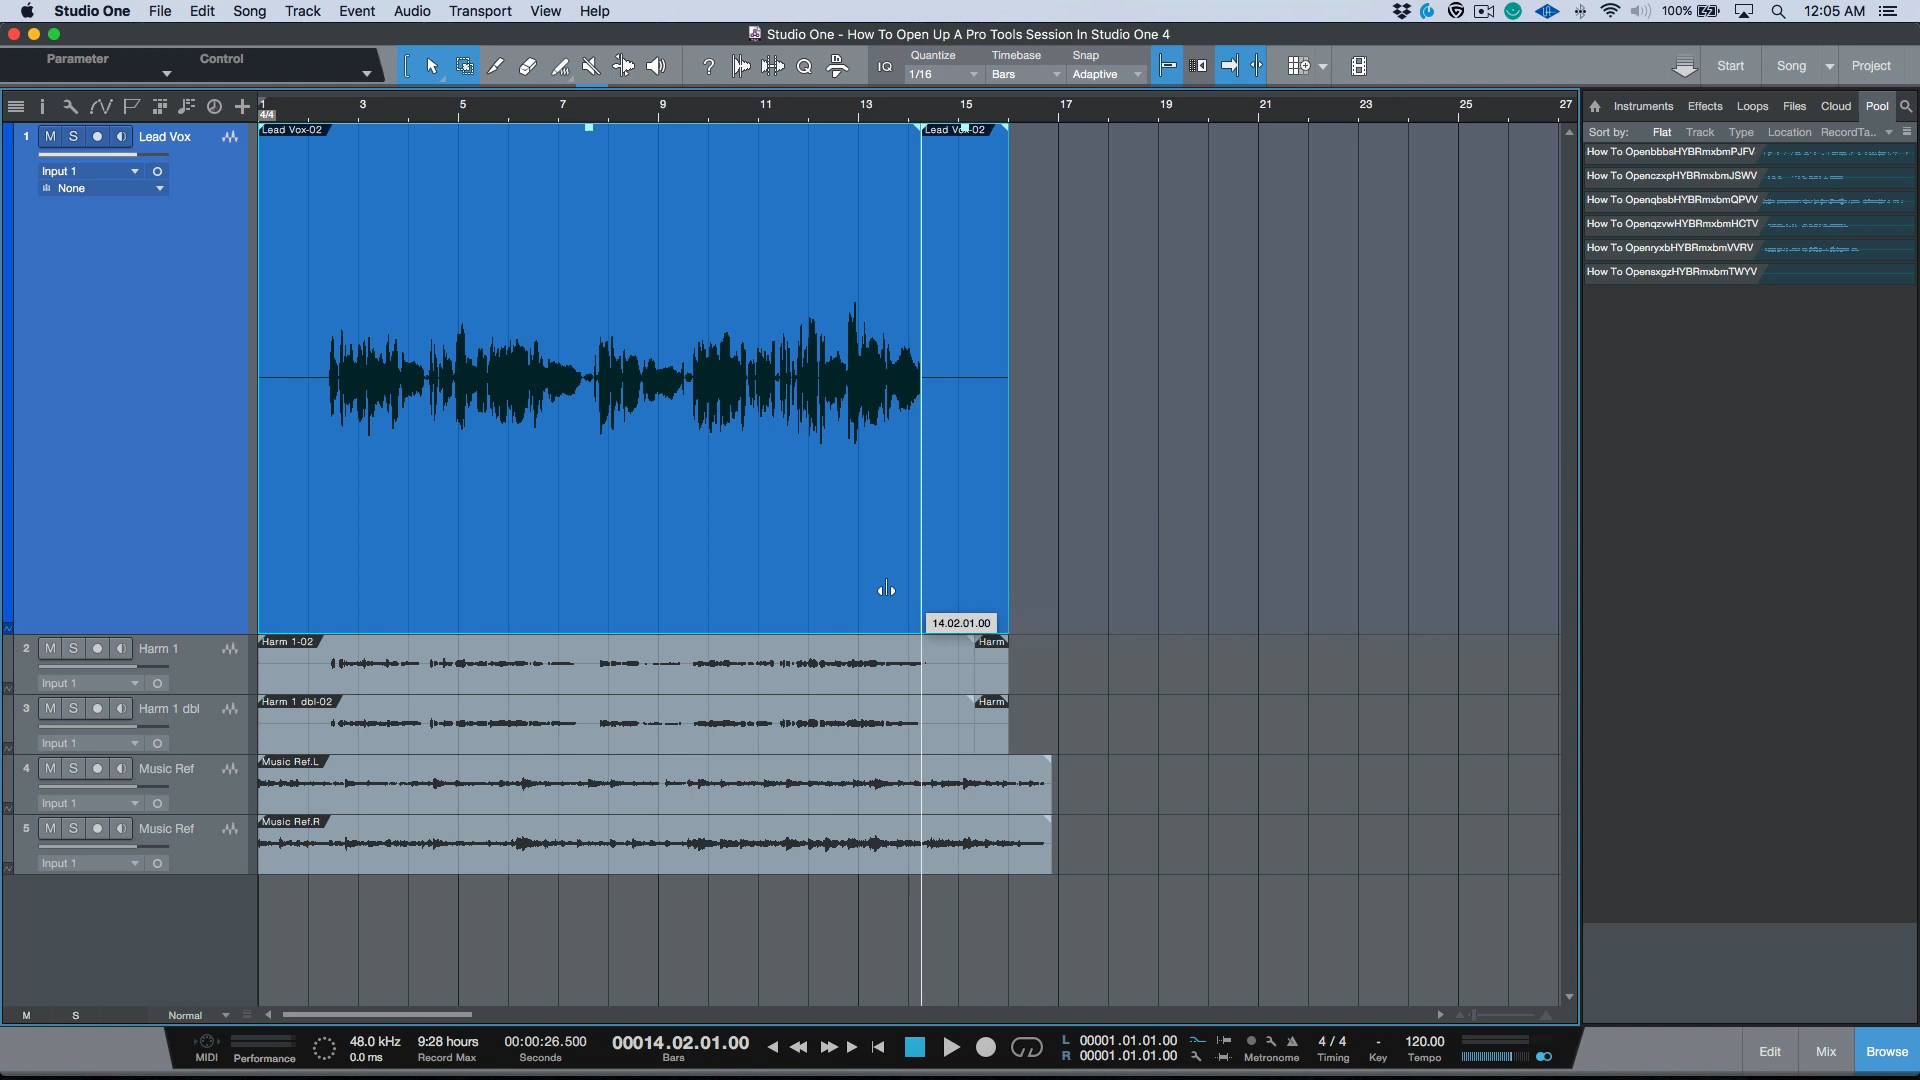 Studio One File Edit Song Track Event Audio Transport View Help 100% 12:05 AM
Studio One - How To Open Up A Pro Tools Session In Studio One 4
Parameter Control
? Q IQ
Quantize Timebase Snap
1/16 Bars Adaptive
Start Song Project
1 3 5 7 9 11 13 15 17 19 21 23 25 27
4/4
Instruments Effects Loops Files Cloud Pool
Sort by: Flat Track Type Location RecordTa..
1 M S Lead Vox
Input 1
None
Lead Vox-02
14.02.01.00
How To OpenbbbsHYBRmxbmPJFV
How To OpenczxpHYBRmxbmJSWV
How To OpenqbsbHYBRmxbmQPVV
How To OpenqzvwHYBRmxbmHCTV
How To OpenryxbHYBRmxbmVVRV
How To OpensxgzHYBRmxbmTWYV
2 M S Harm 1
Input 1
Harm 1-02 Harm
3 M S Harm 1 dbl
Input 1
Harm 1 dbl-02 Harm
4 M S Music Ref
Input 1
Music Ref.L
5 M S Music Ref
Input 1
Music Ref.R
M S Normal
MIDI Performance
48.0 kHz
0.0 ms
9:28 hours
Record Max
00:00:26.500
Seconds
00014.02.01.00
Bars
L 00001.01.01.00
R 00001.01.01.00
Metronome
4 / 4
Timing
-
Key
120.00
Tempo
Edit Mix Browse